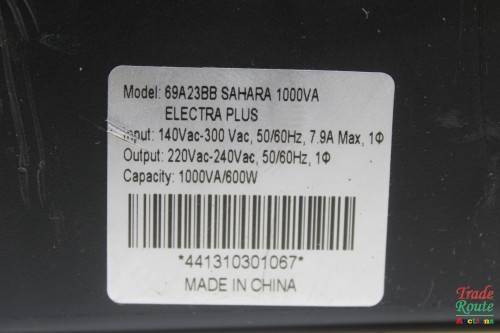 Model: 69A23BB SAHARA 1000VA
ELECTRA PLUS
Input: 140Vac-300 Vac, 50/60Hz, 7.9A Max, 1Φ
Output: 220Vac-240Vac, 50/60Hz, 1Φ
Capacity: 1000VA/600W
*441310301067*
MADE IN CHINA
Trade
Route
Auctions